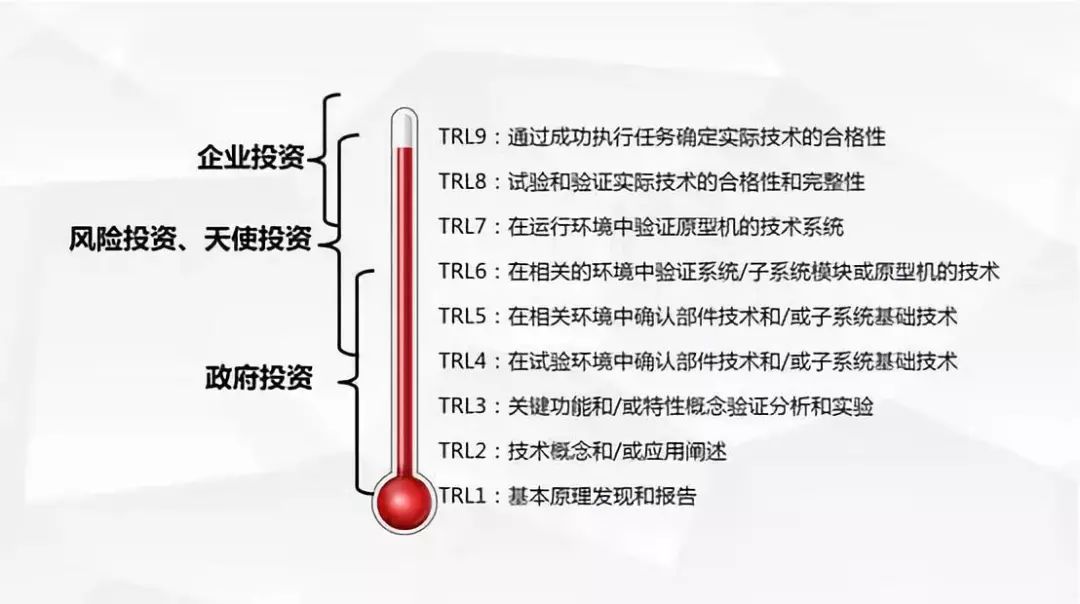 企业投资
风险投资、天使投资
政府投资
TRL9：通过成功执行任务确定实际技术的合格性
TRL8：试验和验证实际技术的合格性和完整性
TRL7：在运行环境中验证原型机的技术系统
TRL6：在相关的环境中验证系统/子系统模块或原型机的技术
TRL5：在相关环境中确认部件技术和/或子系统基础技术
TRL4：在试验环境中确认部件技术和/或子系统基础技术
TRL3：关键功能和/或特性概念验证分析和实验
TRL2：技术概念和/或应用阐述
TRL1：基本原理发现和报告